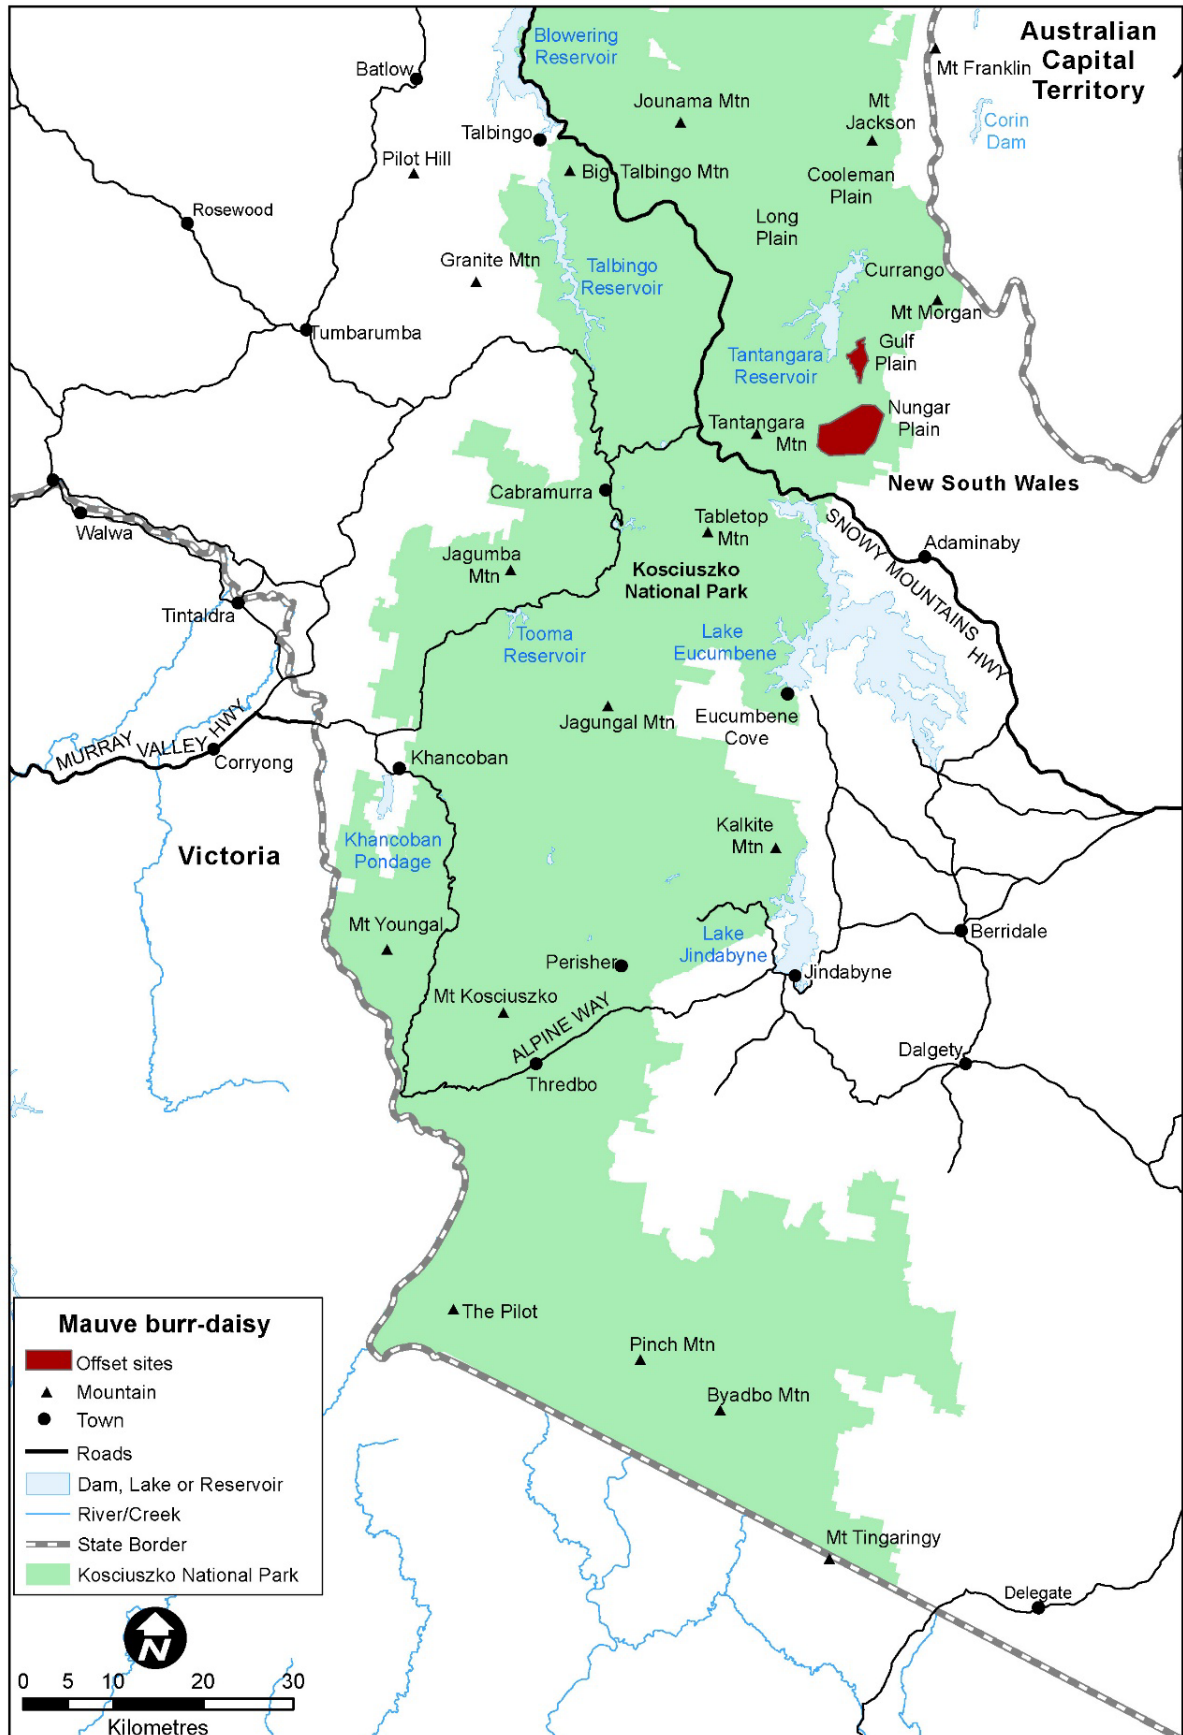 Blowering
Reservoir
Australian
Capital
Territory
Batlow
Mt Franklin
Jounama Mtn
Mt
Jackson
Corin
Dam
Talbingo
Pilot Hill
Big Talbingo Mtn
Cooleman
Plain
Rosewood
Long
Plain
Granite Mtn
Talbingo
Reservoir
Currango
Mt Morgan
Tumbarumba
Gulf
Plain
Tantangara
Reservoir
Nungar
Plain
Tantangara
Mtn
Cabramurra
New South Wales
Walwa
Tabletop
Mtn
SNOWY MOUNTAINS HWY
Adaminaby
Jagumba
Mtn
Kosciuszko
National Park
Tintaldra
Tooma
Reservoir
Lake
Eucumbene
Jagungal Mtn
Eucumbene
Cove
MURRAY VALLEY HWY
Corryong
Khancoban
Kalkite
Mtn
Victoria
Khancoban
Pondage
Mt Youngal
Lake
Jindabyne
Berridale
Perisher
Jindabyne
Mt Kosciuszko
ALPINE WAY
Dalgety
Thredbo
The Pilot
Pinch Mtn
Byadbo Mtn
Mt Tingaringy
Delegate
Mauve burr-daisy
Offset sites
Mountain
Town
Roads
Dam, Lake or Reservoir
River/Creek
State Border
Kosciuszko National Park
N
0 5 10 20 30
Kilometres